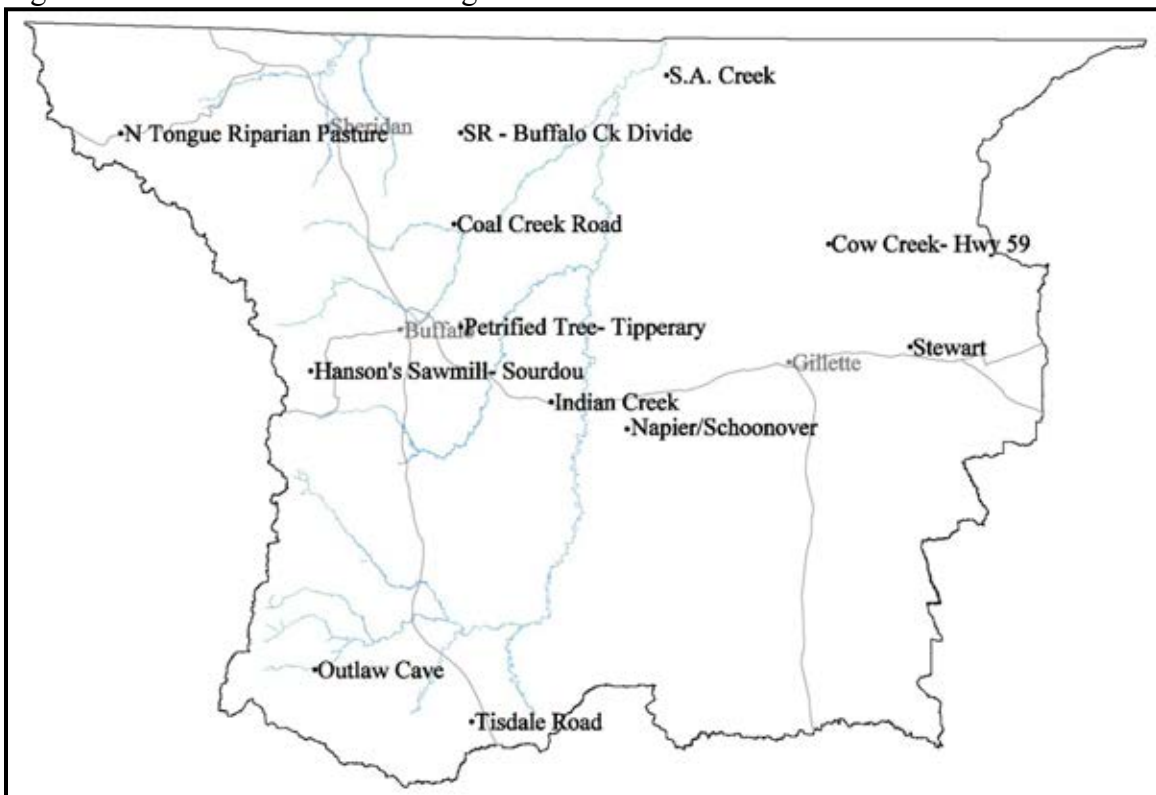 S.A. Creek
N Tongue Riparian Pasture
Sheridan
SR - Buffalo Ck Divide
Coal Creek Road
Cow Creek- Hwy 59
Buffalo
Petrified Tree- Tipperary
Stewart
Gillette
Hanson's Sawmill- Sourdou
Indian Creek
Napier/Schoonover
Outlaw Cave
Tisdale Road